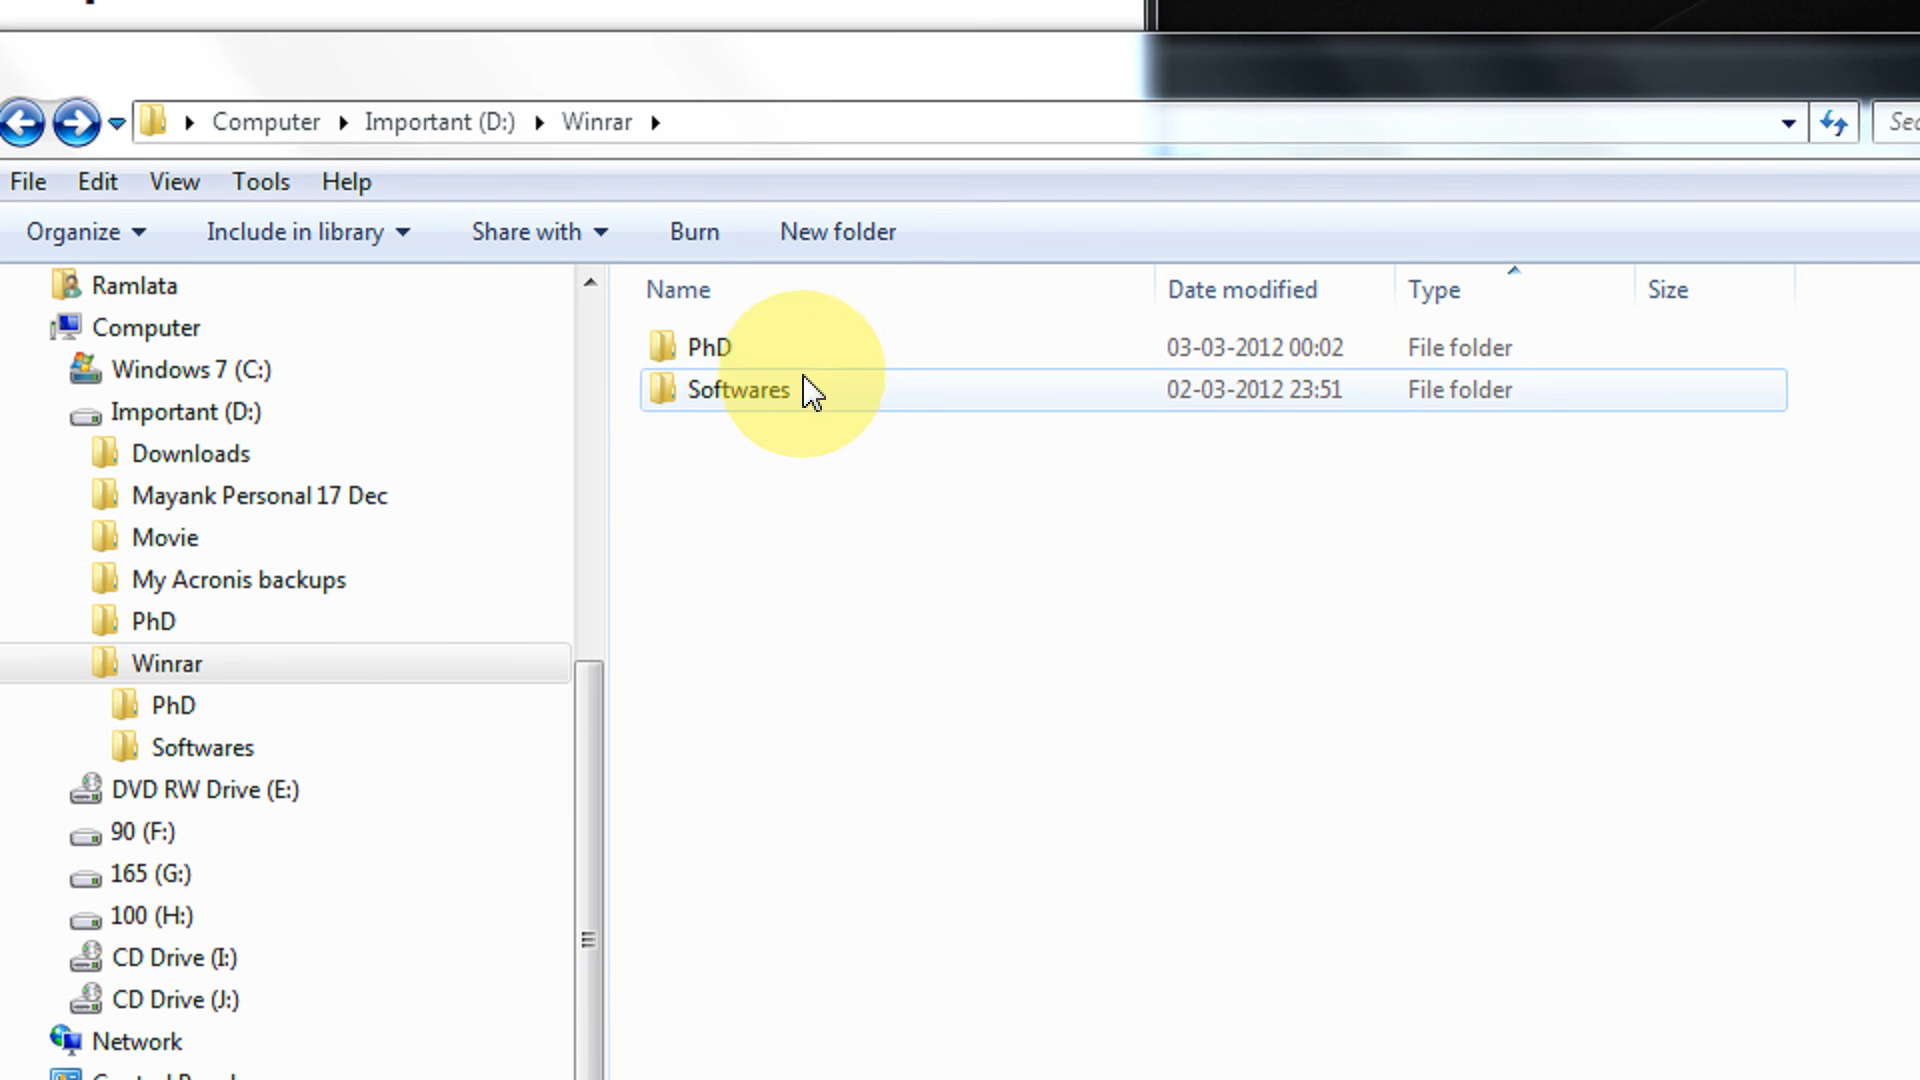 Computer Important (D:) Winrar
Sec
File Edit View Tools Help
Organize Include in library Share with Burn New folder
Name Date modified Type Size
PhD 03-03-2012 00:02 File folder
Softwares 02-03-2012 23:51 File folder
Ramlata
Computer
Windows 7 (C:)
Important (D:)
Downloads
Mayank Personal 17 Dec
Movie
My Acronis backups
PhD
Winrar
PhD
Softwares
DVD RW Drive (E:)
90 (F:)
165 (G:)
100 (H:)
CD Drive (I:)
CD Drive (J:)
Network